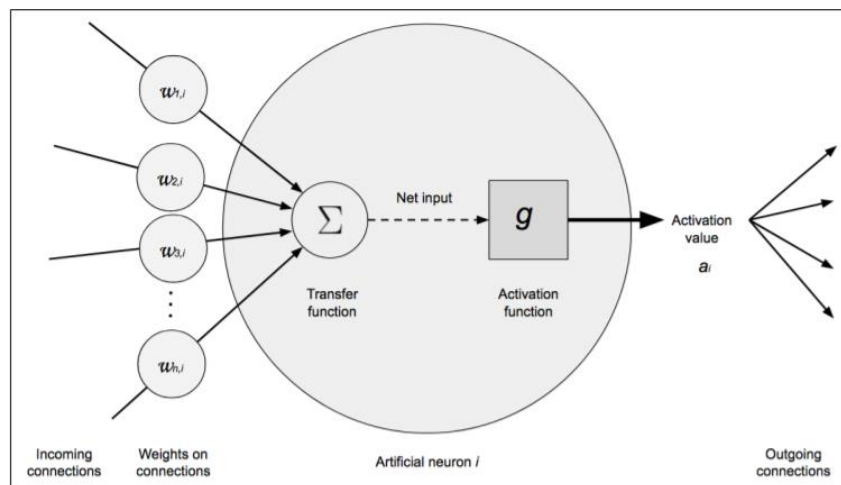 w1,i
w2,i
w3,i
⋮
wn,i
Σ
Net input
g
Transfer
function
Activation
function
Activation
value
ai
Incoming
connections
Weights on
connections
Artificial neuron i
Outgoing
connections